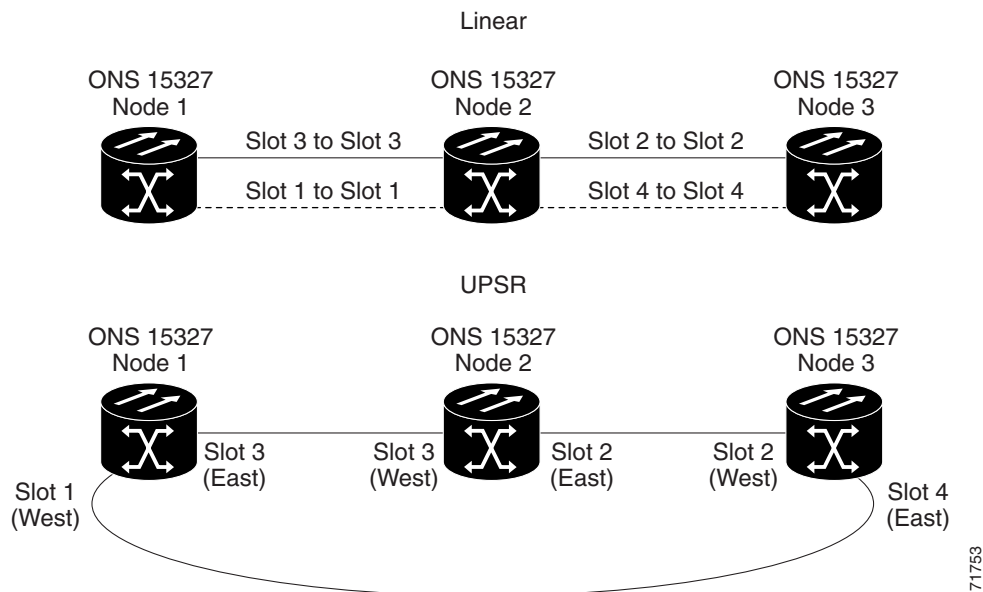 Linear
ONS 15327
Node 1
ONS 15327
Node 2
ONS 15327
Node 3
Slot 3 to Slot 3
Slot 2 to Slot 2
Slot 1 to Slot 1
Slot 4 to Slot 4
UPSR
ONS 15327
Node 1
ONS 15327
Node 2
ONS 15327
Node 3
Slot 3
(East)
Slot 3
(West)
Slot 2
(East)
Slot 2
(West)
Slot 1
(West)
Slot 4
(East)
71753